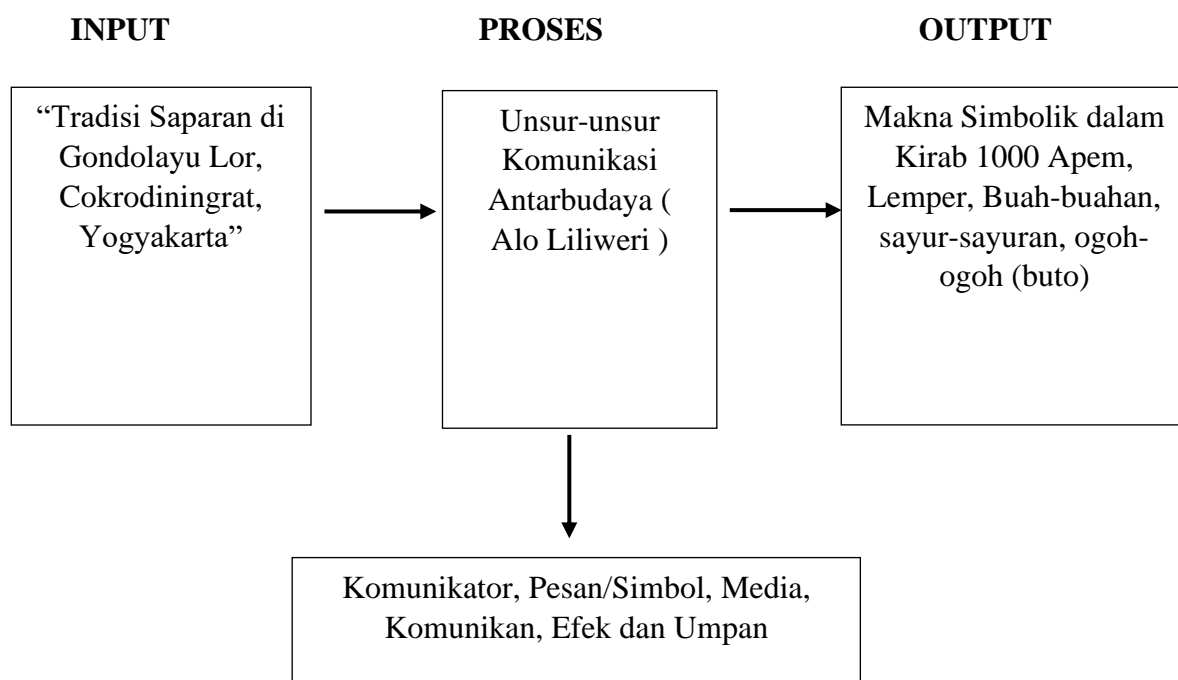 INPUT
PROSES
OUTPUT
“Tradisi Saparan di
Gondolayu Lor,
Cokrodiningrat,
Yogyakarta”
Unsur-unsur
Komunikasi
Antarbudaya (
Alo Liliweri )
Makna Simbolik dalam
Kirab 1000 Apem,
Lemper, Buah-buahan,
sayur-sayuran, ogoh-
ogoh (buto)
Komunikator, Pesan/Simbol, Media,
Komunikan, Efek dan Umpan